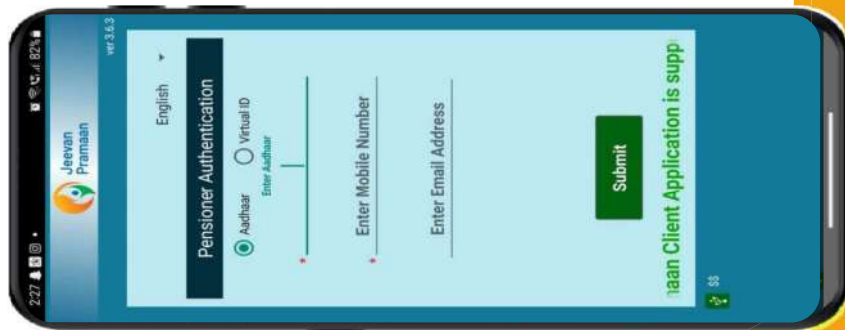 2:27 82%
Jeevan
Pramaan
ver 3.6.3
English
Pensioner Authentication
Aadhaar Virtual ID
Enter Aadhaar
*
* Enter Mobile Number
Enter Email Address
Submit
naan Client Application is supp
$$